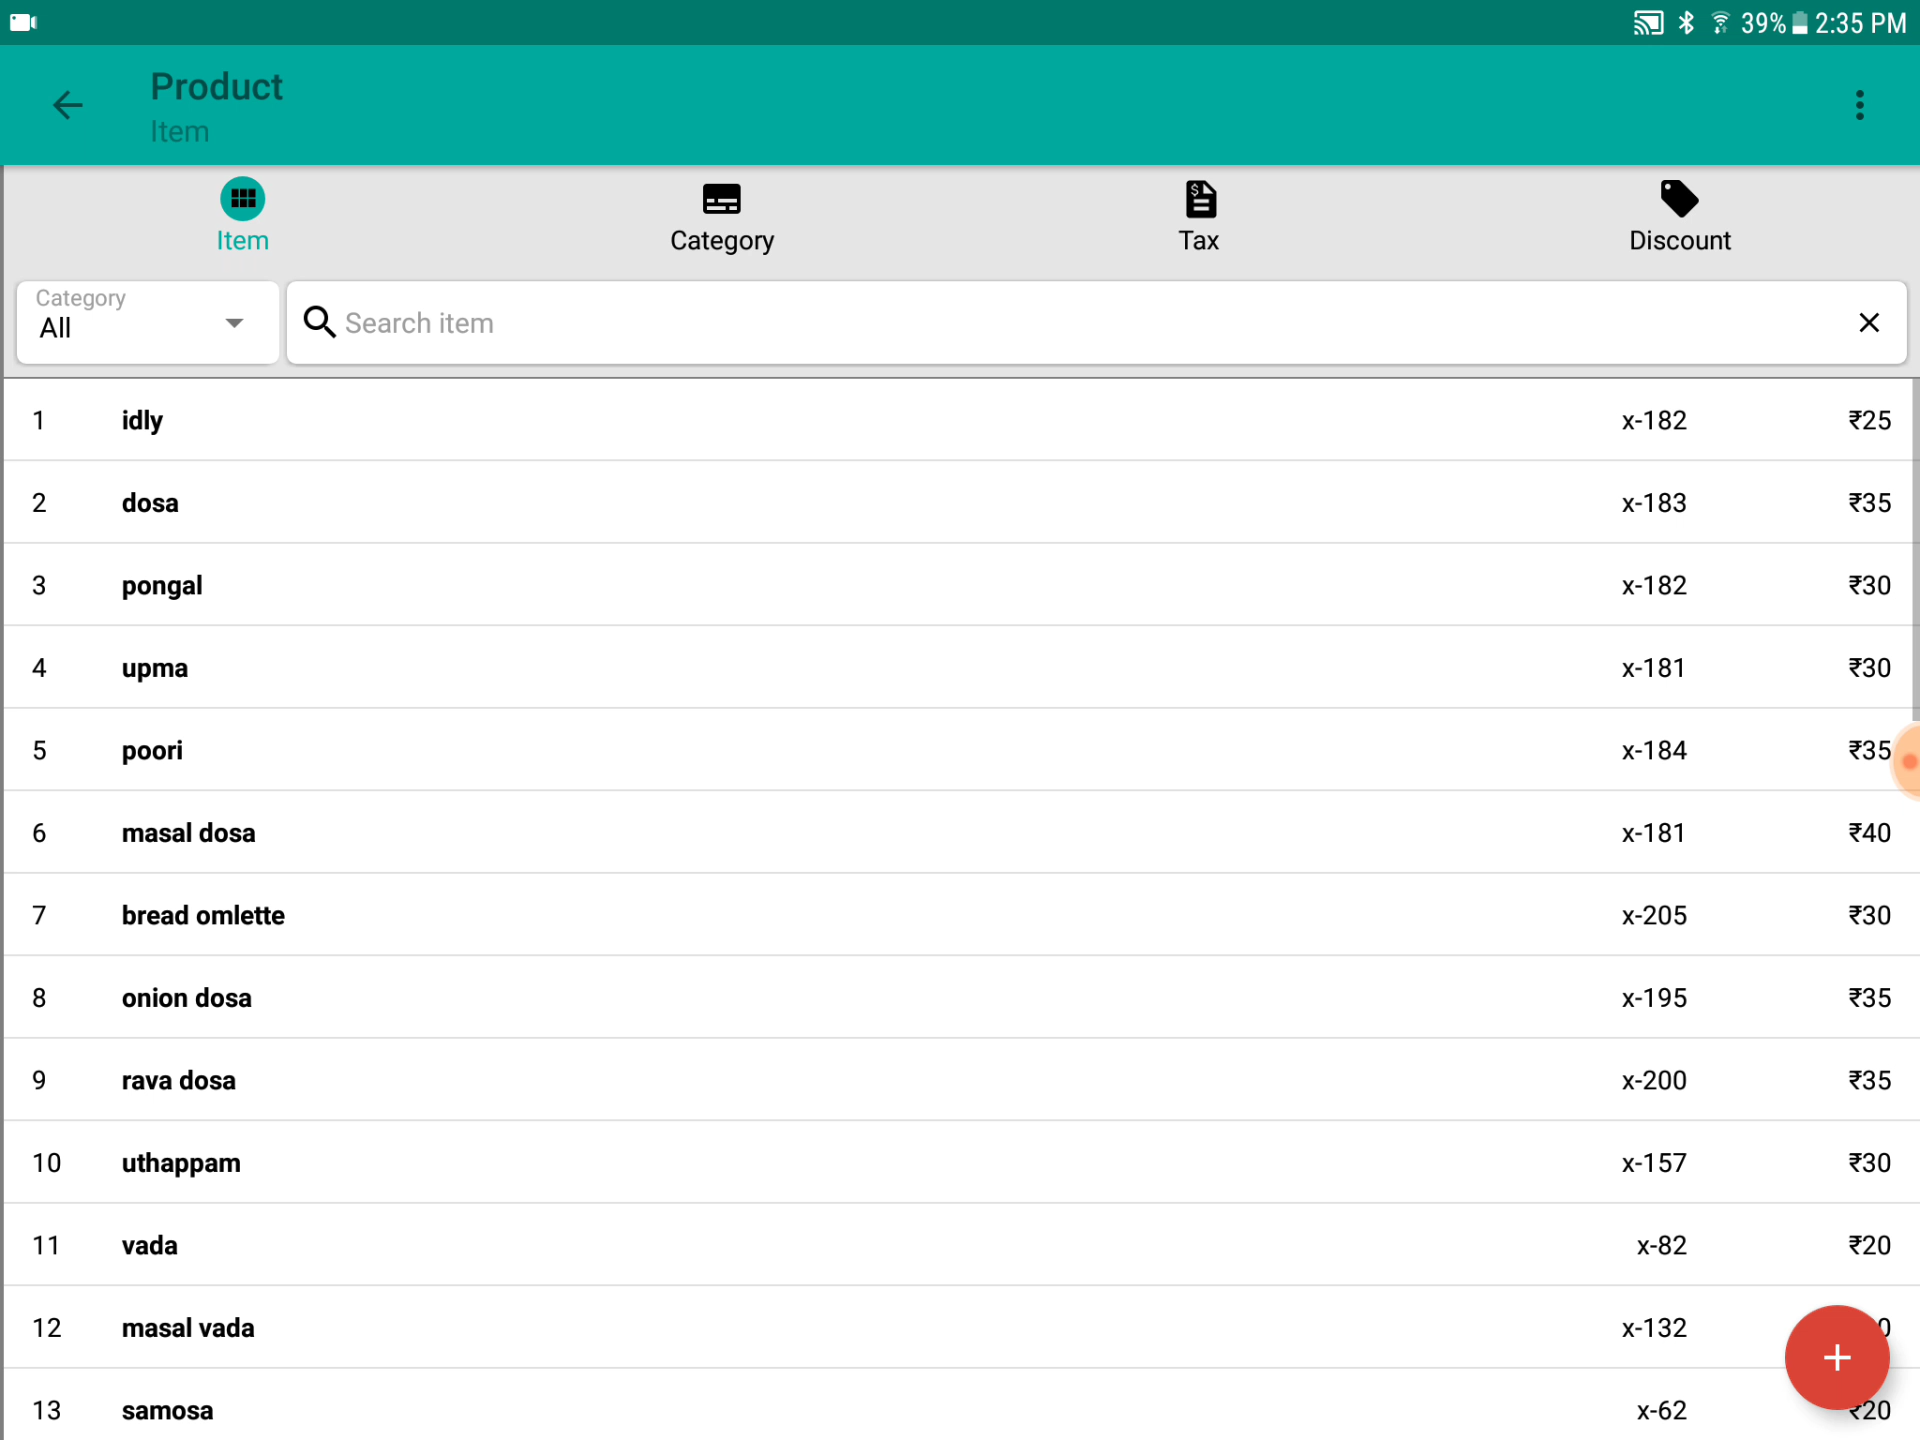 39% 2:35 PM
Product
Item
Item Category Tax Discount
Category
All
Search item
1 idly x-182 ₹25
2 dosa x-183 ₹35
3 pongal x-182 ₹30
4 upma x-181 ₹30
5 poori x-184 ₹35
6 masal dosa x-181 ₹40
7 bread omlette x-205 ₹30
8 onion dosa x-195 ₹35
9 rava dosa x-200 ₹35
10 uthappam x-157 ₹30
11 vada x-82 ₹20
12 masal vada x-132
13 samosa x-62 ₹20